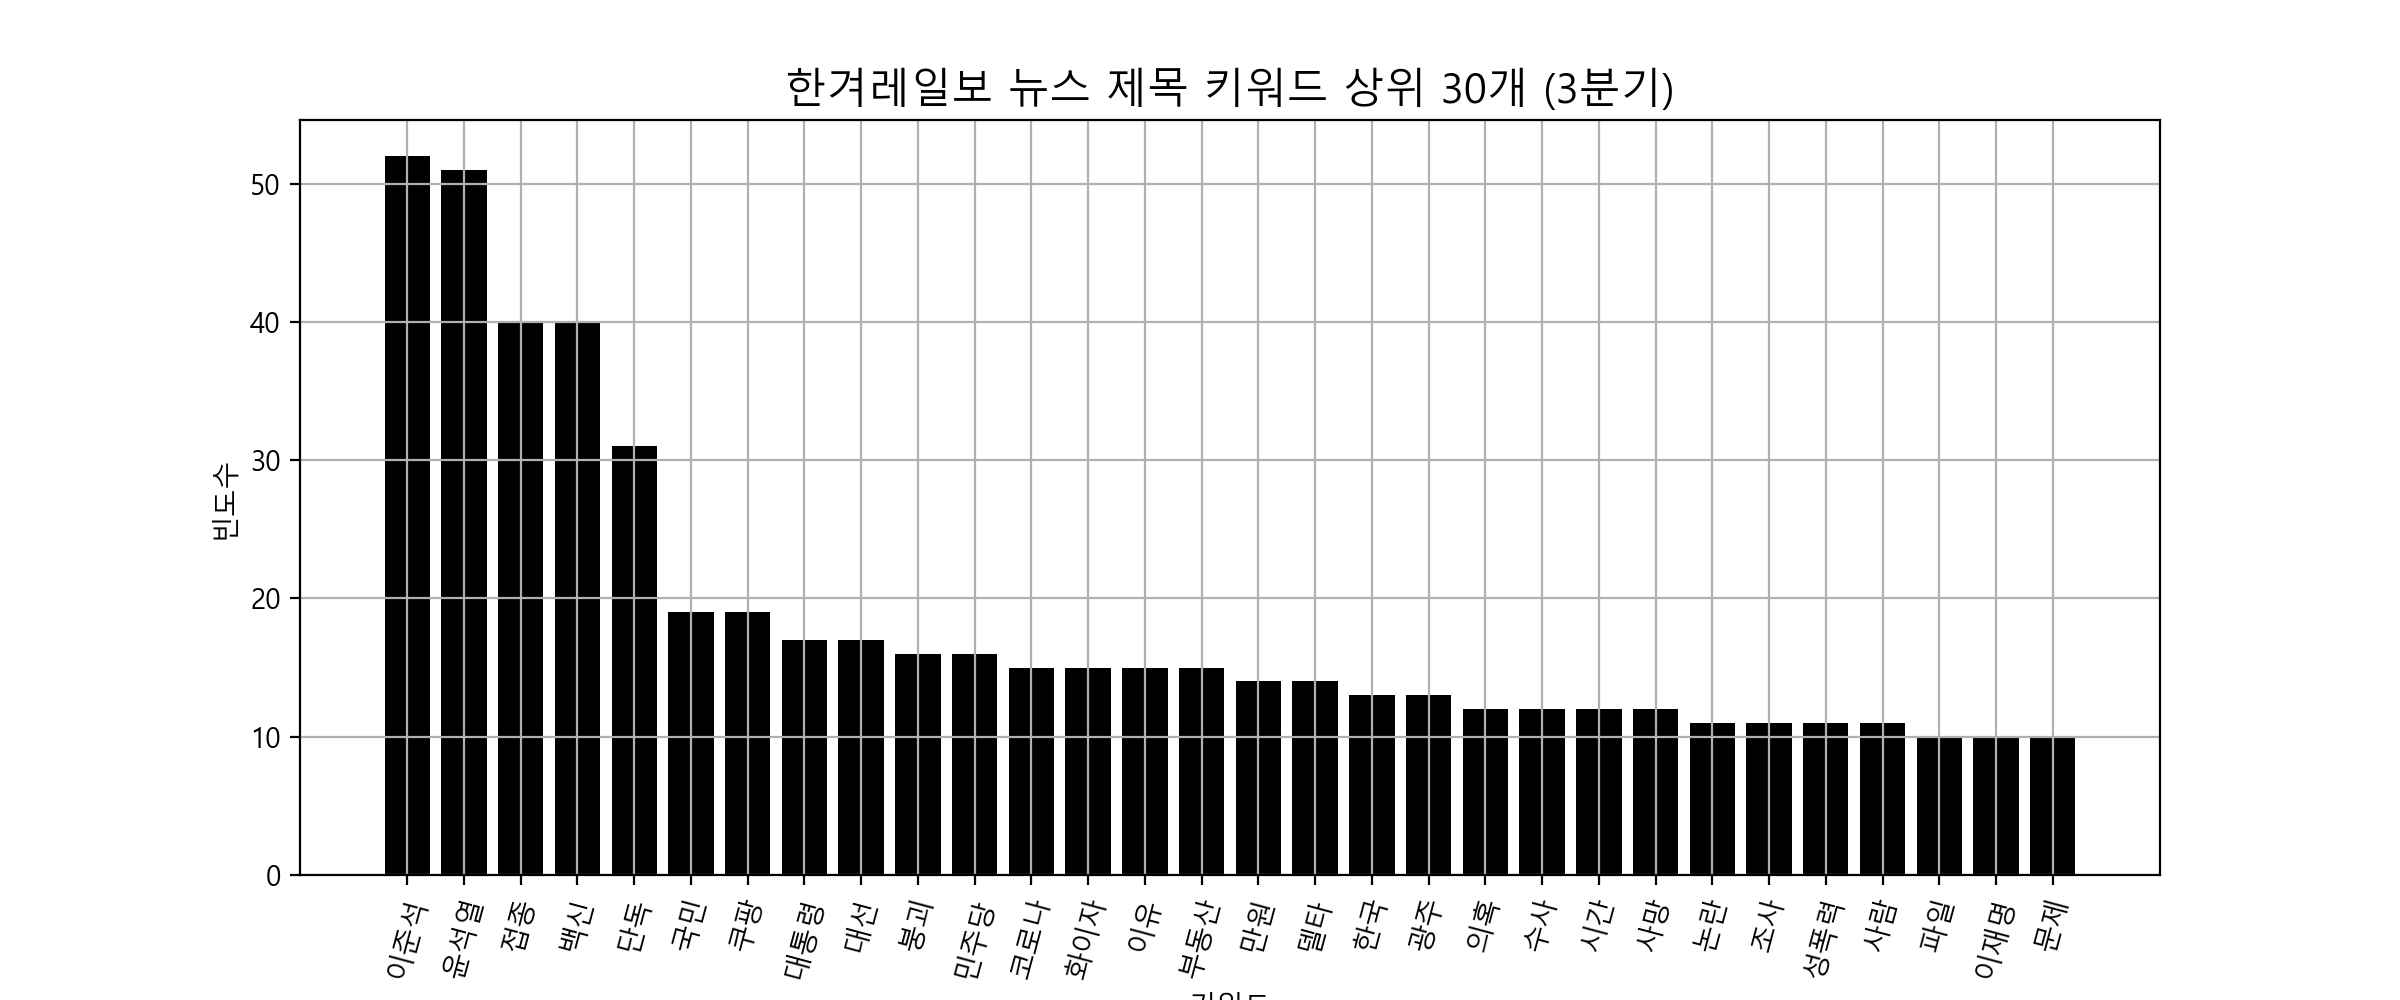 한겨레일보 뉴스 제목 키워드 상위 30개 (3분기)
빈도수
50
40
30
20
10
0
이준석 윤석열 접종 백신 단독 국민 쿠팡 대통령 대선 붕괴 민주당 코로나 화이자 이유 부동산 만원 델타 한국 광주 의혹 수사 시간 사망 논란 조사 성폭력 사람 파일 이재명 문제